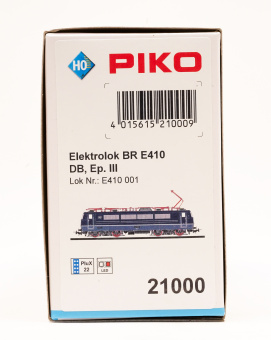 H0 PIKO
4 015615 210009
Elektrolok BR E410
DB, Ep. III
Lok Nr.: E410 001
PluX
22
LED
21000